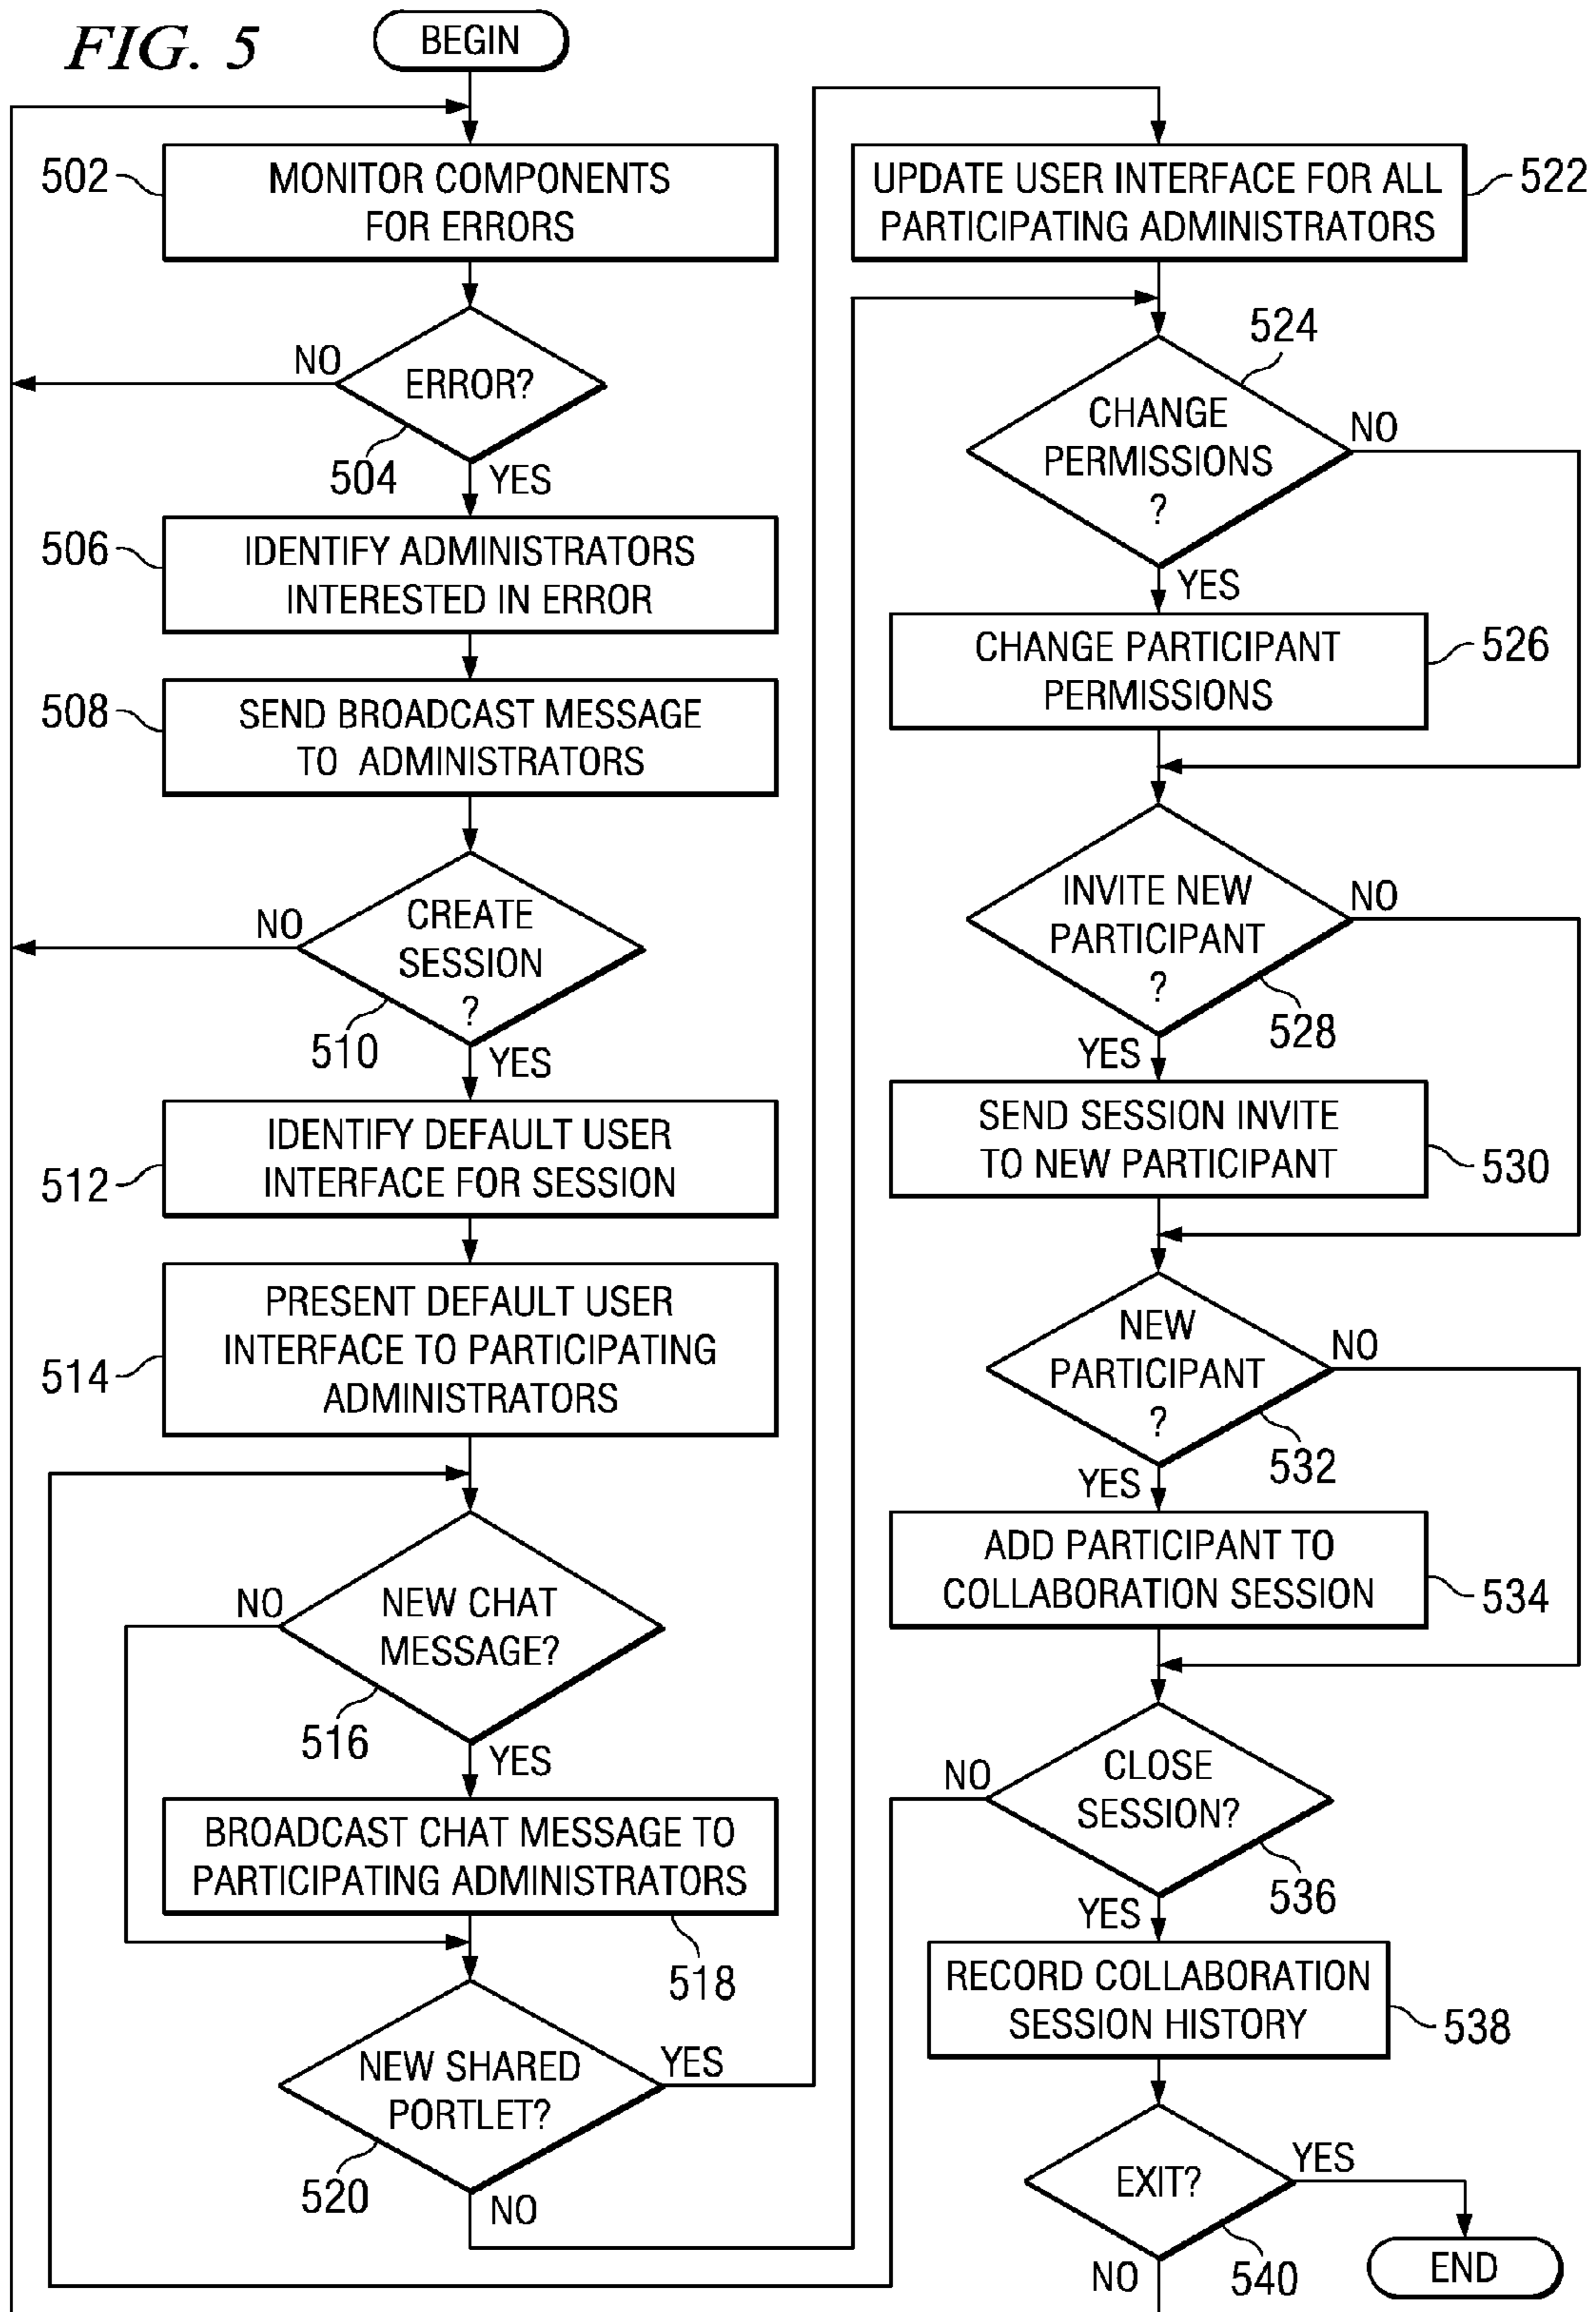 FIG. 5
BEGIN
502
MONITOR COMPONENTS
FOR ERRORS
NO
ERROR?
504
YES
506
IDENTIFY ADMINISTRATORS
INTERESTED IN ERROR
508
SEND BROADCAST MESSAGE
TO ADMINISTRATORS
NO
CREATE
SESSION
?
510
YES
512
IDENTIFY DEFAULT USER
INTERFACE FOR SESSION
514
PRESENT DEFAULT USER
INTERFACE TO PARTICIPATING
ADMINISTRATORS
NO
NEW CHAT
MESSAGE?
516
YES
BROADCAST CHAT MESSAGE TO
PARTICIPATING ADMINISTRATORS
518
NEW SHARED
PORTLET?
YES
520
NO
UPDATE USER INTERFACE FOR ALL
PARTICIPATING ADMINISTRATORS
522
524
CHANGE
PERMISSIONS
?
NO
YES
CHANGE PARTICIPANT
PERMISSIONS
526
INVITE NEW
PARTICIPANT
?
NO
528
YES
SEND SESSION INVITE
TO NEW PARTICIPANT
530
NEW
PARTICIPANT
?
NO
532
YES
ADD PARTICIPANT TO
COLLABORATION SESSION
534
NO
CLOSE
SESSION?
536
YES
RECORD COLLABORATION
SESSION HISTORY
538
EXIT?
YES
540
NO
END